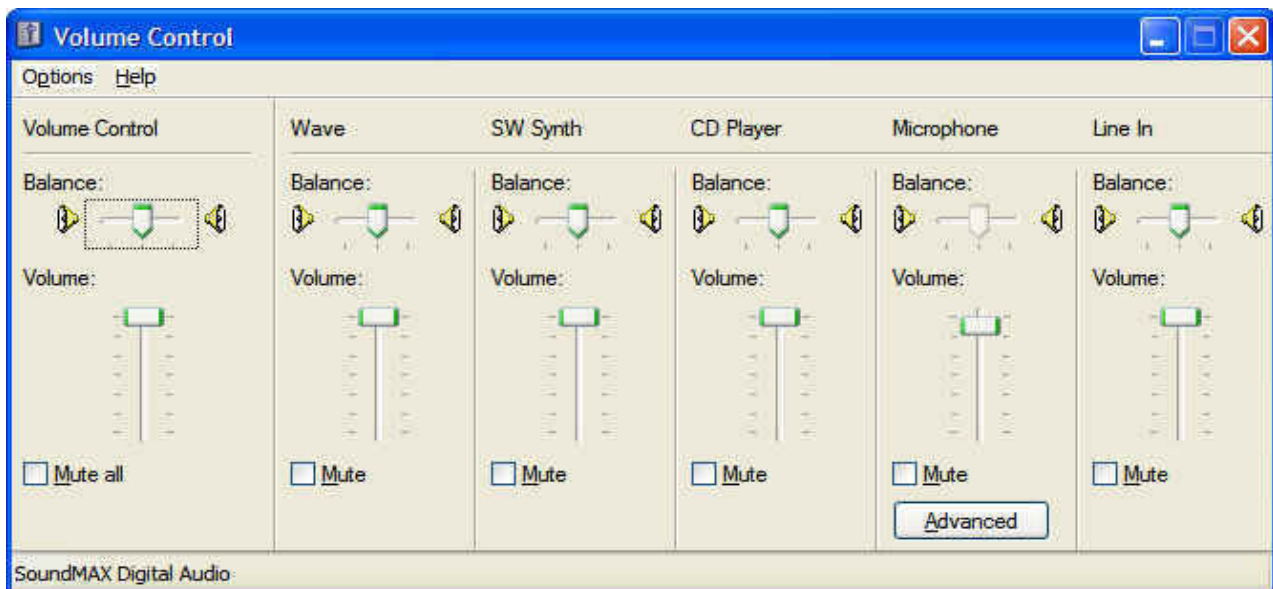 Volume Control
Options Help
Volume Control Wave SW Synth CD Player Microphone Line In
Balance: Balance: Balance: Balance: Balance: Balance:
Volume: Volume: Volume: Volume: Volume: Volume:
Mute all Mute Mute Mute Mute Mute
Advanced
SoundMAX Digital Audio